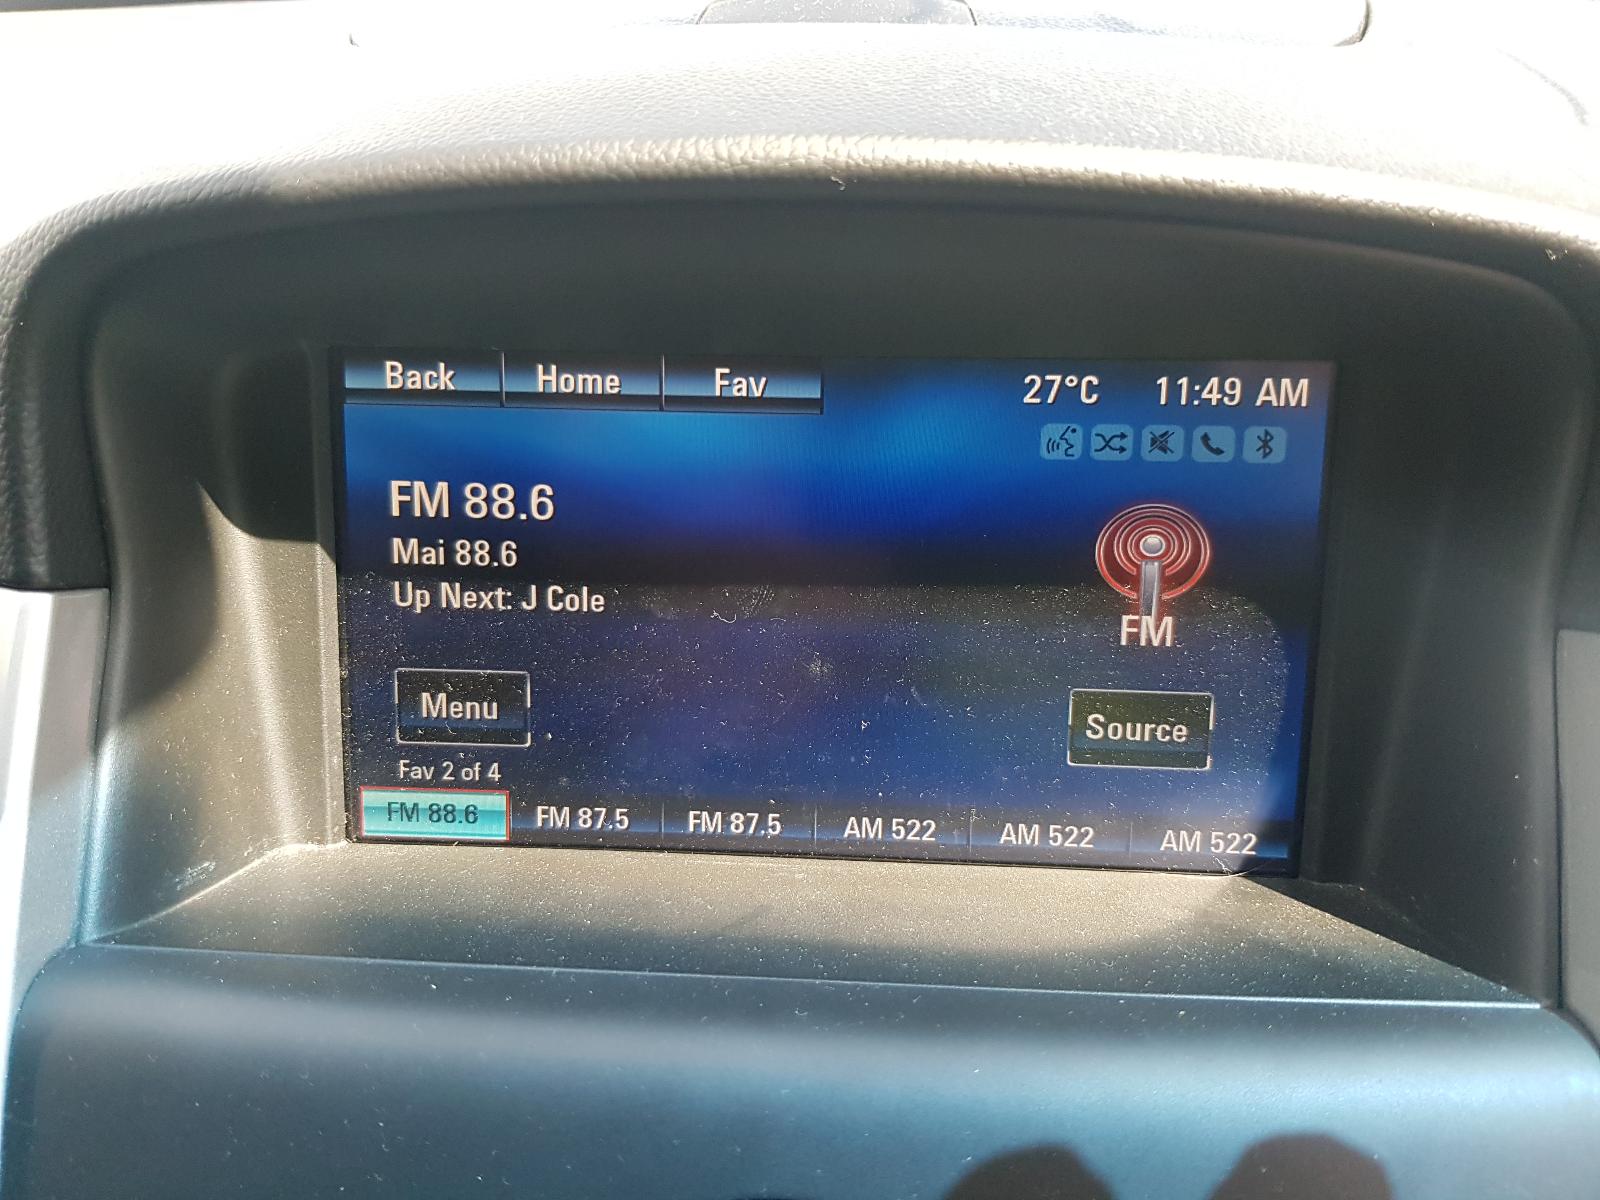 Back Home Fav 27°C 11:49 AM
FM 88.6
Mai 88.6
Up Next: J Cole
FM
Menu
Source
Fav 2 of 4
FM 88.6 FM 87.5 FM 87.5 AM 522 AM 522 AM 522